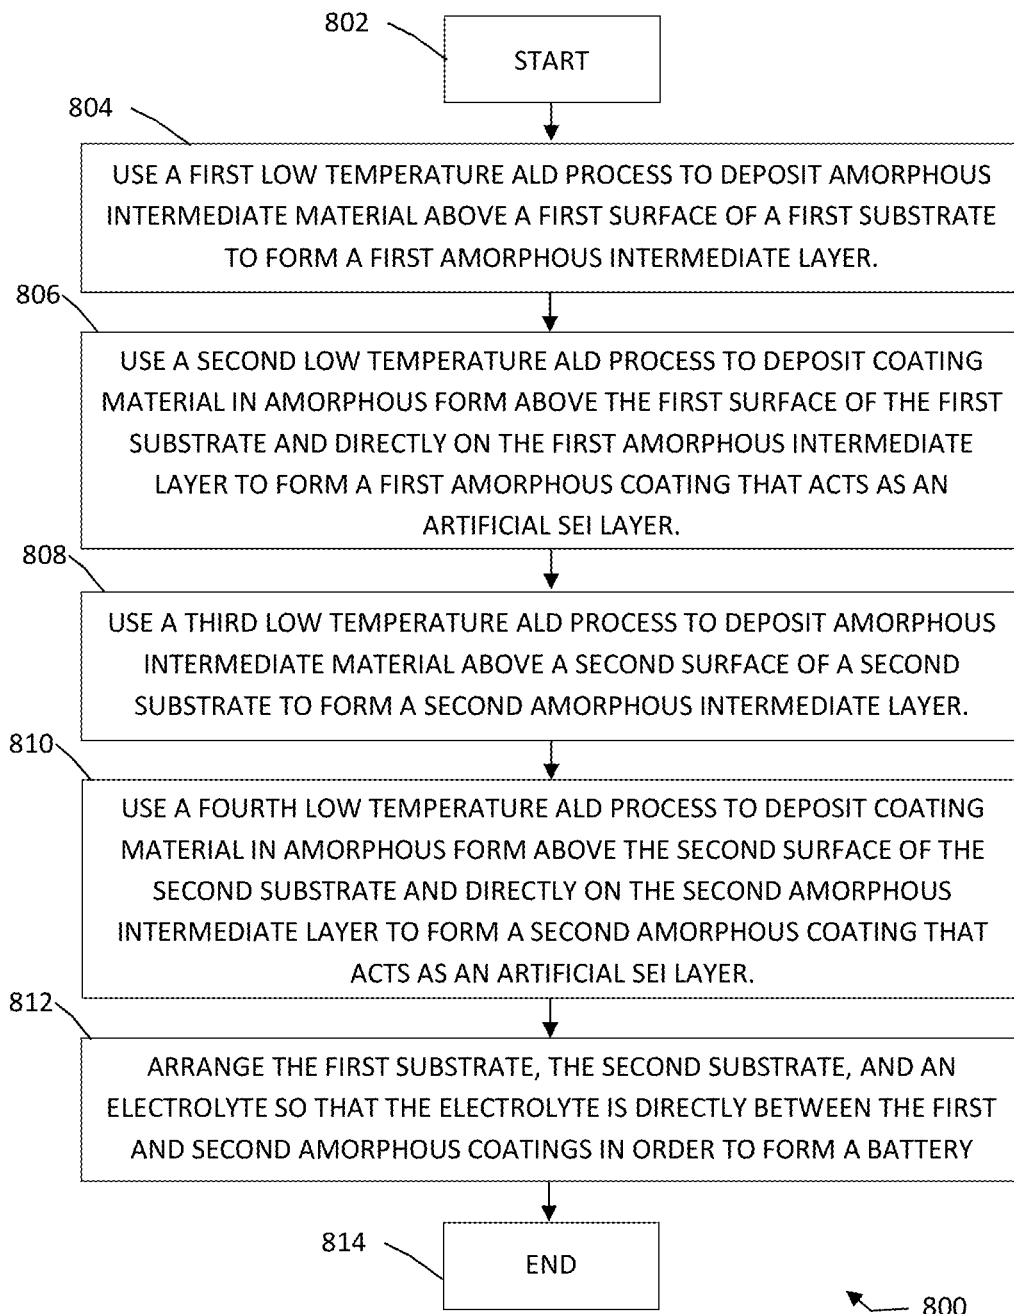 802
START
804
USE A FIRST LOW TEMPERATURE ALD PROCESS TO DEPOSIT AMORPHOUS
INTERMEDIATE MATERIAL ABOVE A FIRST SURFACE OF A FIRST SUBSTRATE
TO FORM A FIRST AMORPHOUS INTERMEDIATE LAYER.
806
USE A SECOND LOW TEMPERATURE ALD PROCESS TO DEPOSIT COATING
MATERIAL IN AMORPHOUS FORM ABOVE THE FIRST SURFACE OF THE FIRST
SUBSTRATE AND DIRECTLY ON THE FIRST AMORPHOUS INTERMEDIATE
LAYER TO FORM A FIRST AMORPHOUS COATING THAT ACTS AS AN
ARTIFICIAL SEI LAYER.
808
USE A THIRD LOW TEMPERATURE ALD PROCESS TO DEPOSIT AMORPHOUS
INTERMEDIATE MATERIAL ABOVE A SECOND SURFACE OF A SECOND
SUBSTRATE TO FORM A SECOND AMORPHOUS INTERMEDIATE LAYER.
810
USE A FOURTH LOW TEMPERATURE ALD PROCESS TO DEPOSIT COATING
MATERIAL IN AMORPHOUS FORM ABOVE THE SECOND SURFACE OF THE
SECOND SUBSTRATE AND DIRECTLY ON THE SECOND AMORPHOUS
INTERMEDIATE LAYER TO FORM A SECOND AMORPHOUS COATING THAT
ACTS AS AN ARTIFICIAL SEI LAYER.
812
ARRANGE THE FIRST SUBSTRATE, THE SECOND SUBSTRATE, AND AN
ELECTROLYTE SO THAT THE ELECTROLYTE IS DIRECTLY BETWEEN THE FIRST
AND SECOND AMORPHOUS COATINGS IN ORDER TO FORM A BATTERY
814
END
800